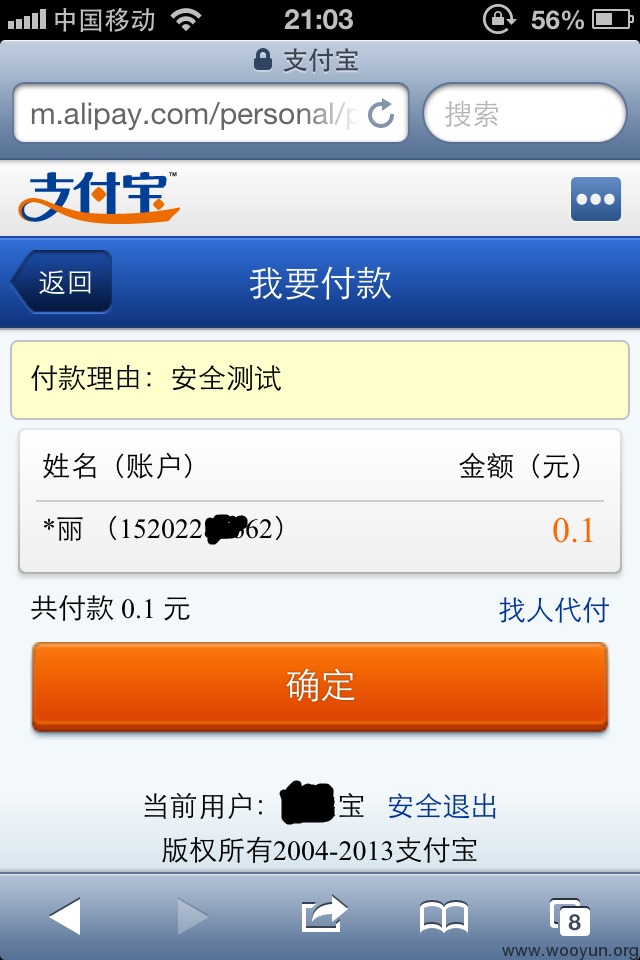 中国移动 21:03 56%
支付宝
m.alipay.com/personal/p 搜索
支付宝™
返回 我要付款
付款理由：安全测试
姓名（账户） 金额（元）
*丽 （152022 62） 0.1
共付款 0.1 元 找人代付
确定
当前用户： 宝 安全退出
版权所有2004-2013支付宝
8
www.wooyun.org